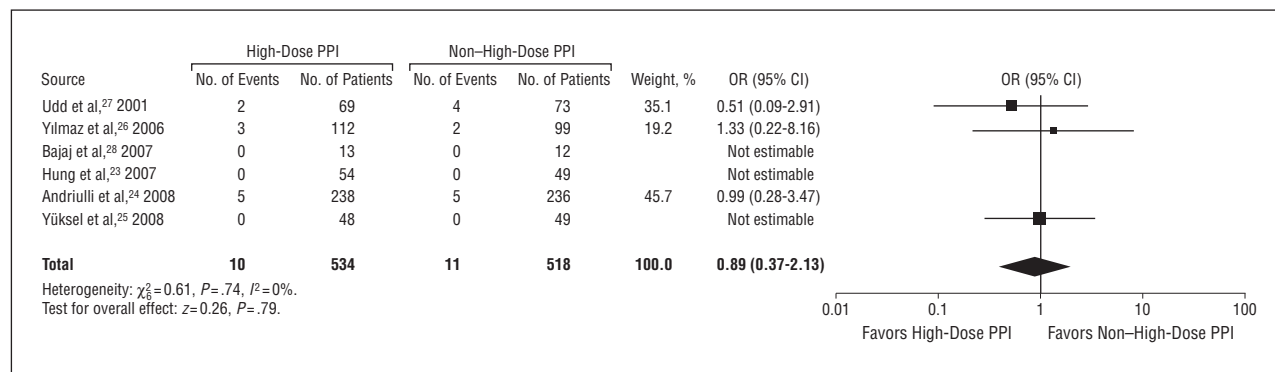 High-Dose PPI Non–High-Dose PPI
Source No. of Events No. of Patients No. of Events No. of Patients Weight, % OR (95% CI) OR (95% CI)
Udd et al,27 2001 2 69 4 73 35.1 0.51 (0.09-2.91)
Yılmaz et al,26 2006 3 112 2 99 19.2 1.33 (0.22-8.16)
Bajaj et al,28 2007 0 13 0 12 Not estimable
Hung et al,23 2007 0 54 0 49 Not estimable
Andriulli et al,24 2008 5 238 5 236 45.7 0.99 (0.28-3.47)
Yüksel et al,25 2008 0 48 0 49 Not estimable
Total 10 534 11 518 100.0 0.89 (0.37-2.13)
Heterogeneity: χ²₆=0.61, P=.74, I²=0%.
Test for overall effect: z=0.26, P=.79.
0.01 0.1 1 10 100
Favors High-Dose PPI Favors Non–High-Dose PPI